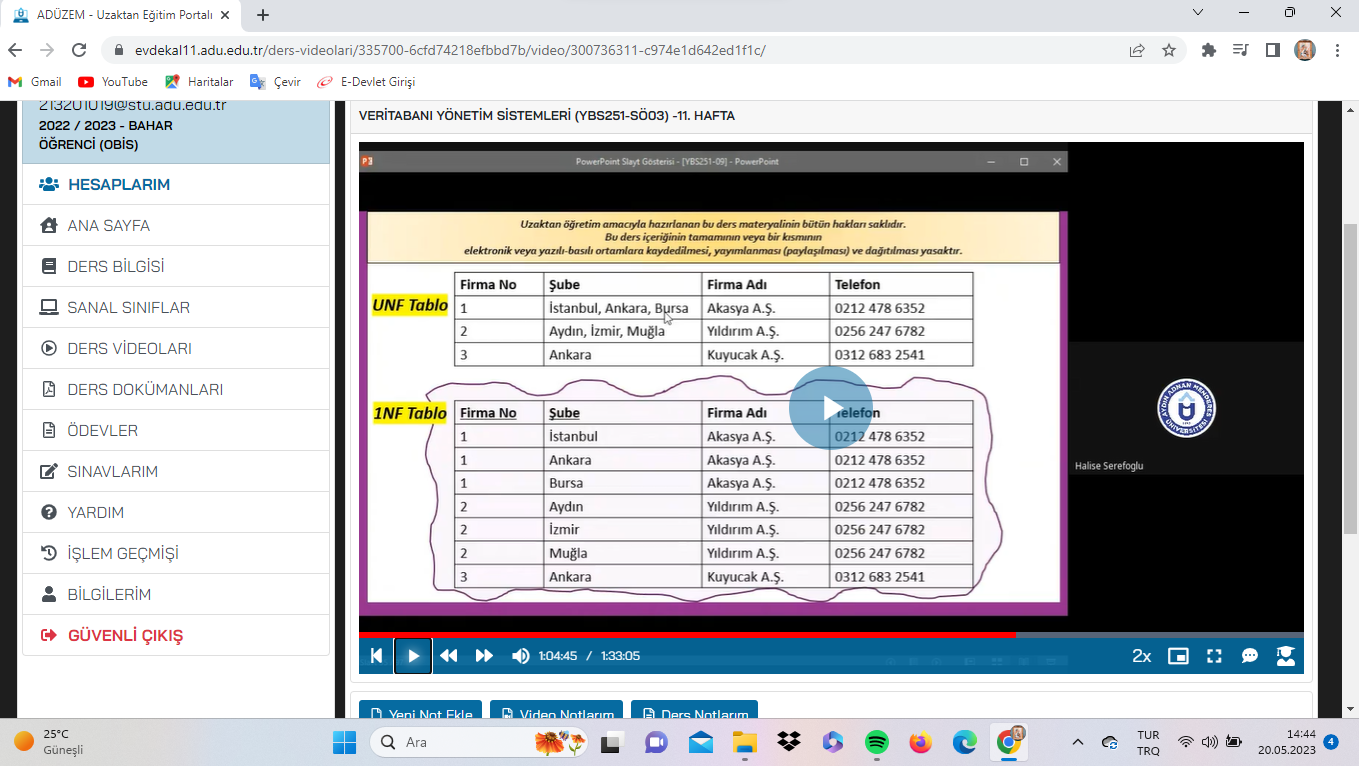 ADÜZEM - Uzaktan Eğitim Portalı
evdekal11.adu.edu.tr/ders-videolari/335700-6cfd74218efbbd7b/video/300736311-c974e1d642ed1f1c/
Gmail YouTube Haritalar Çevir E-Devlet Girişi
213201019@stu.adu.edu.tr
2022 / 2023 - BAHAR
ÖĞRENCİ (OBİS)
HESAPLARIM
ANA SAYFA
DERS BİLGİSİ
SANAL SINIFLAR
DERS VİDEOLARI
DERS DOKÜMANLARI
ÖDEVLER
SINAVLARIM
YARDIM
İŞLEM GEÇMİŞİ
BİLGİLERİM
GÜVENLİ ÇIKIŞ
VERİTABANI YÖNETİM SİSTEMLERİ (YBS251-SÖ03) -11. HAFTA
PowerPoint Slayt Gösterisi - [YBS251-09] - PowerPoint
Uzaktan öğretim amacıyla hazırlanan bu ders materyalinin bütün hakları saklıdır.
Bu ders içeriğinin tamamının veya bir kısmının
elektronik veya yazılı-basılı ortamlara kaydedilmesi, yayımlanması (paylaşılması) ve dağıtılması yasaktır.
UNF Tablo
Firma No Şube Firma Adı Telefon
1 İstanbul, Ankara, Bursa Akasya A.Ş. 0212 478 6352
2 Aydın, İzmir, Muğla Yıldırım A.Ş. 0256 247 6782
3 Ankara Kuyucak A.Ş. 0312 683 2541
1NF Tablo
Firma No Şube Firma Adı Telefon
1 İstanbul Akasya A.Ş. 0212 478 6352
1 Ankara Akasya A.Ş. 0212 478 6352
1 Bursa Akasya A.Ş. 0212 478 6352
2 Aydın Yıldırım A.Ş. 0256 247 6782
2 İzmir Yıldırım A.Ş. 0256 247 6782
2 Muğla Yıldırım A.Ş. 0256 247 6782
3 Ankara Kuyucak A.Ş. 0312 683 2541
AYDIN ADNAN MENDERES ÜNİVERSİTESİ
Halise Serefoglu
1:04:45 / 1:33:05
2x
Yeni Not Ekle Video Notlarım Ders Notlarım
25°C
Güneşli
Ara
TUR
TRQ
14:44
20.05.2023
4